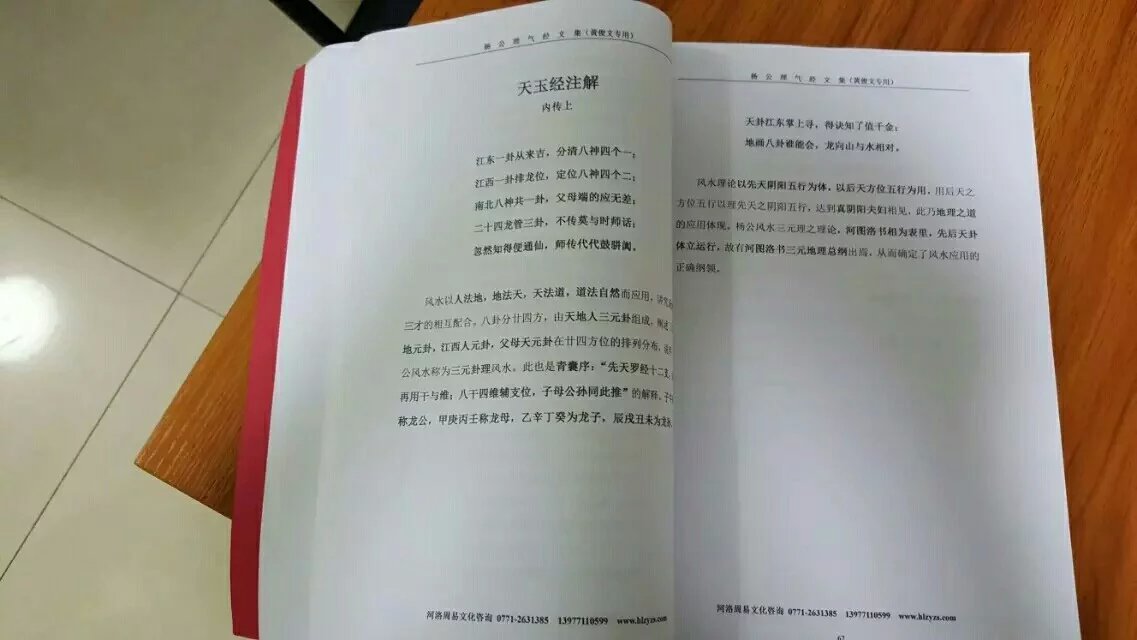 杨 公 理 气 经 文 集（黄俊文专用）
天玉经注解
内传上
江东一卦从来吉，分清八神四个一；
江西一卦排龙位，定位八神四个二；
南北八神共一卦，父母端的应无差；
二十四龙管三卦，不传莫与时师话；
忽然知得便通仙，师传代代鼓骈阗。
风水以人法地，地法天，天法道，道法自然而应用，
三才的相互配合，八卦分廿四方，由天地人三元卦组成，
地元卦，江西人元卦，父母天元卦在廿四方位的排列分布，
公风水称为三元卦理风水。此也是青囊序：“先天罗经十二支，
再用干与维；八干四维辅支位，子母公孙同此推”的解释，子
称龙公，甲庚丙壬称龙母，乙辛丁癸为龙子，辰戌丑未为龙
河洛周易文化咨询 0771-2631385 13977110599 www.hlzyzs.com
杨 公 理 气 经 文 集（黄俊文专用）
天卦江东掌上寻，得诀知了值千金；
地画八卦谁能会，龙向山与水相对。
风水理论以先天阴阳五行为体，以后天方位五行为用，用后天之
方位五行以理先天之阴阳五行，达到真阴阳夫妇相见，此乃地理之道
的应用体现。杨公风水三元理之理论，河图洛书相为表里，先后天卦
体立运行，故有河图洛书三元地理总纲出焉，从而确定了风水应用的
正确纲领。
河洛周易文化咨询 0771-2631385 13977110599 www.hlzyzs.com